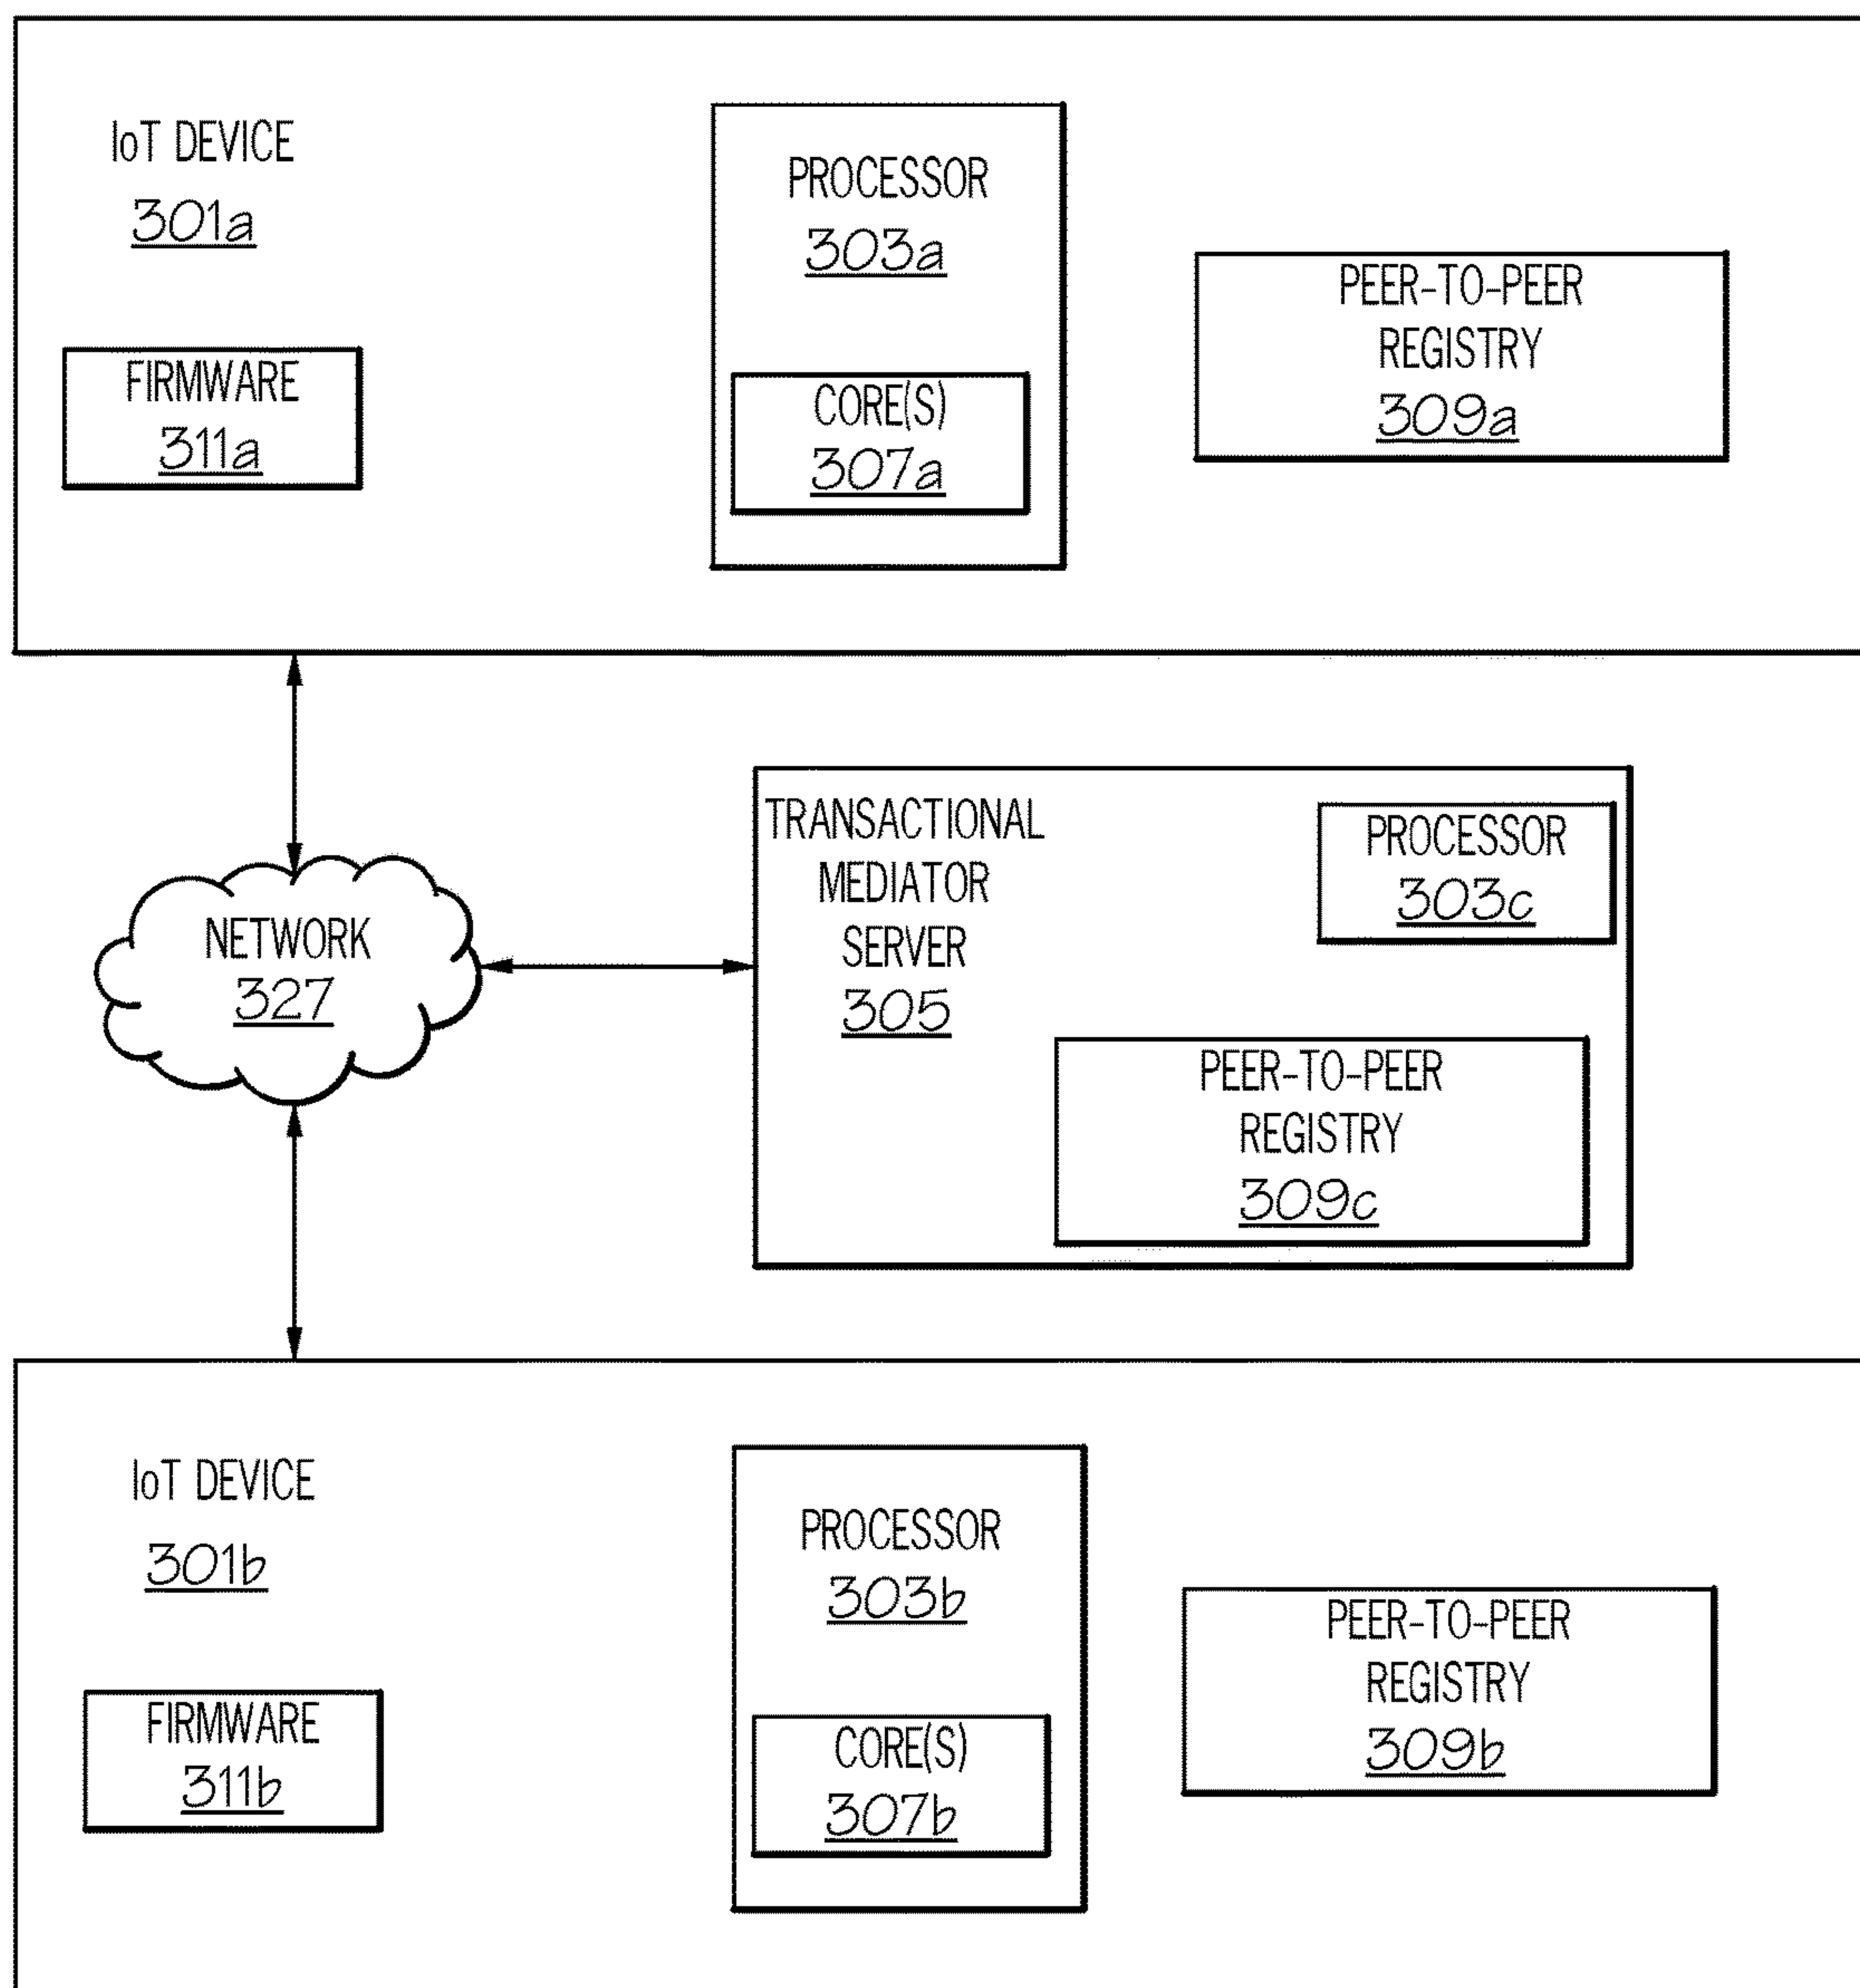 IoT DEVICE
301a
FIRMWARE
311a
PROCESSOR
303a
CORE(S)
307a
PEER-TO-PEER
REGISTRY
309a
NETWORK
327
TRANSACTIONAL
MEDIATOR
SERVER
305
PROCESSOR
303c
PEER-TO-PEER
REGISTRY
309c
IoT DEVICE
301b
FIRMWARE
311b
PROCESSOR
303b
CORE(S)
307b
PEER-TO-PEER
REGISTRY
309b